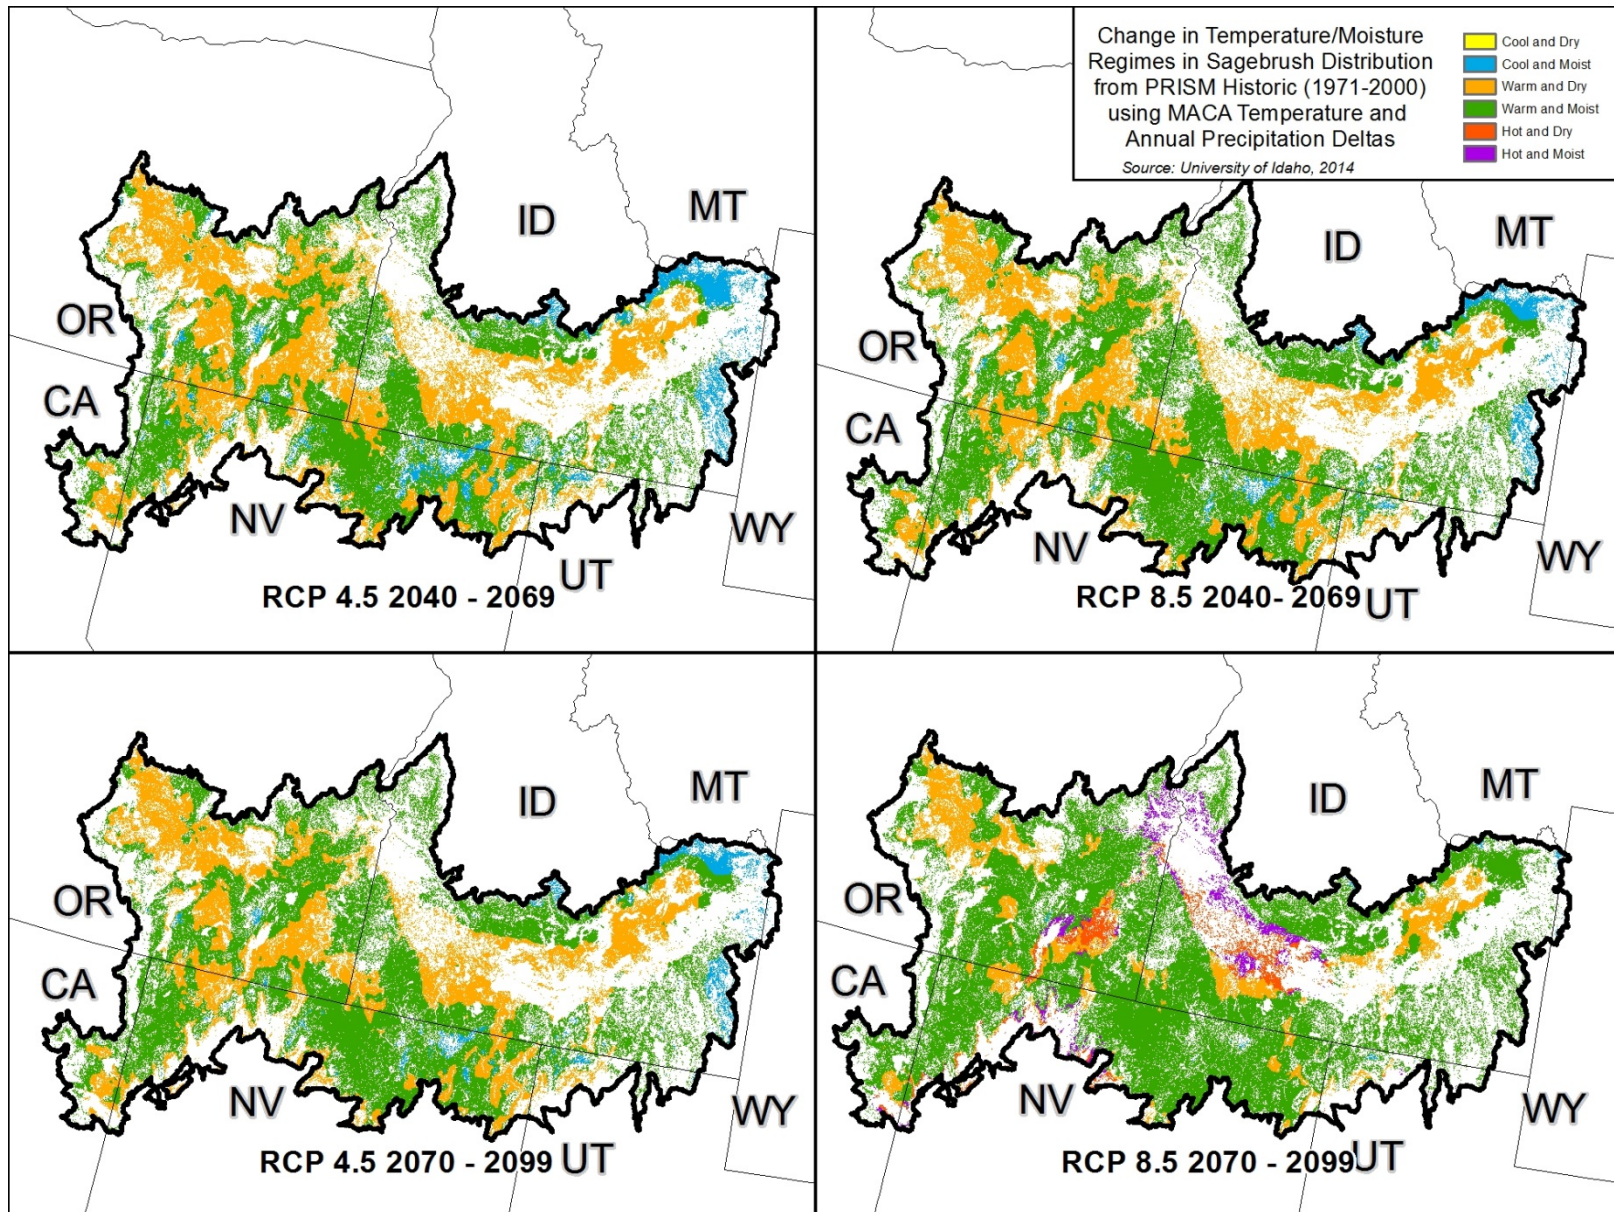 Change in Temperature/Moisture
Regimes in Sagebrush Distribution
from PRISM Historic (1971-2000)
using MACA Temperature and
Annual Precipitation Deltas
Source: University of Idaho, 2014
Cool and Dry
Cool and Moist
Warm and Dry
Warm and Moist
Hot and Dry
Hot and Moist
ID
MT
OR
CA
NV
UT
WY
RCP 4.5 2040 - 2069
ID
MT
OR
CA
NV
WY
RCP 8.5 2040- 2069
UT
ID
MT
OR
CA
NV
WY
RCP 4.5 2070 - 2099
UT
ID
MT
OR
CA
NV
WY
RCP 8.5 2070 - 2099
UT